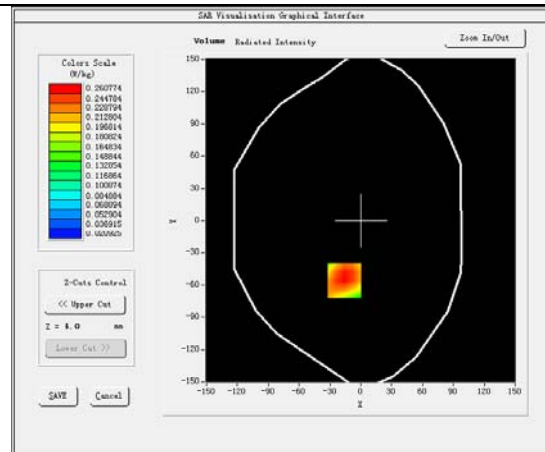 SAR Visualisation Graphical Interface
Volume Radiated Intensity
Zoom In/Out
Colors Scale
(W/kg)
0.260774
0.244784
0.228794
0.212804
0.196814
0.180824
0.164834
0.148844
0.132854
0.116864
0.100874
0.084884
0.068894
0.052904
0.036915
Z-Cuts Control
<< Upper Cut
Z = 4.0 mm
Lower Cut >>
SAVE
Cancel
150
120
90
60
30
0
-30
-60
-90
-120
-150
Y
-150 -120 -90 -60 -30 0 30 60 90 120 150
X